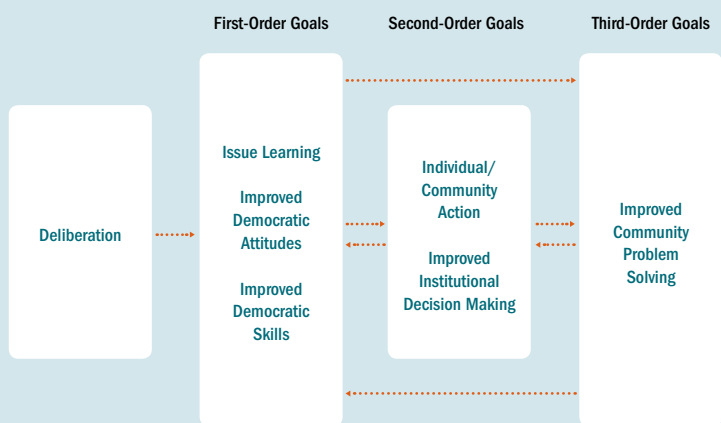 First-Order Goals
Second-Order Goals
Third-Order Goals
Deliberation
Issue Learning
Improved
Democratic
Attitudes
Improved
Democratic
Skills
Individual/
Community
Action
Improved
Institutional
Decision Making
Improved
Community
Problem
Solving